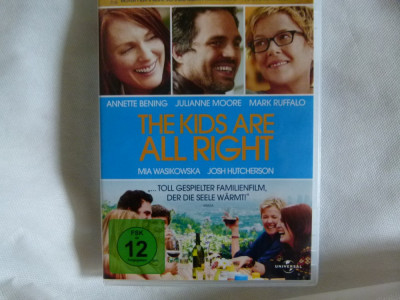 ANNETTE BENING JULIANNE MOORE MARK RUFFALO
THE KIDS ARE
ALL RIGHT
MIA WASIKOWSKA JOSH HUTCHERSON
„... TOLL GESPIELTER FAMILIENFILM,
DER DIE SEELE WÄRMT!"
FSK
12
UNIVERSAL